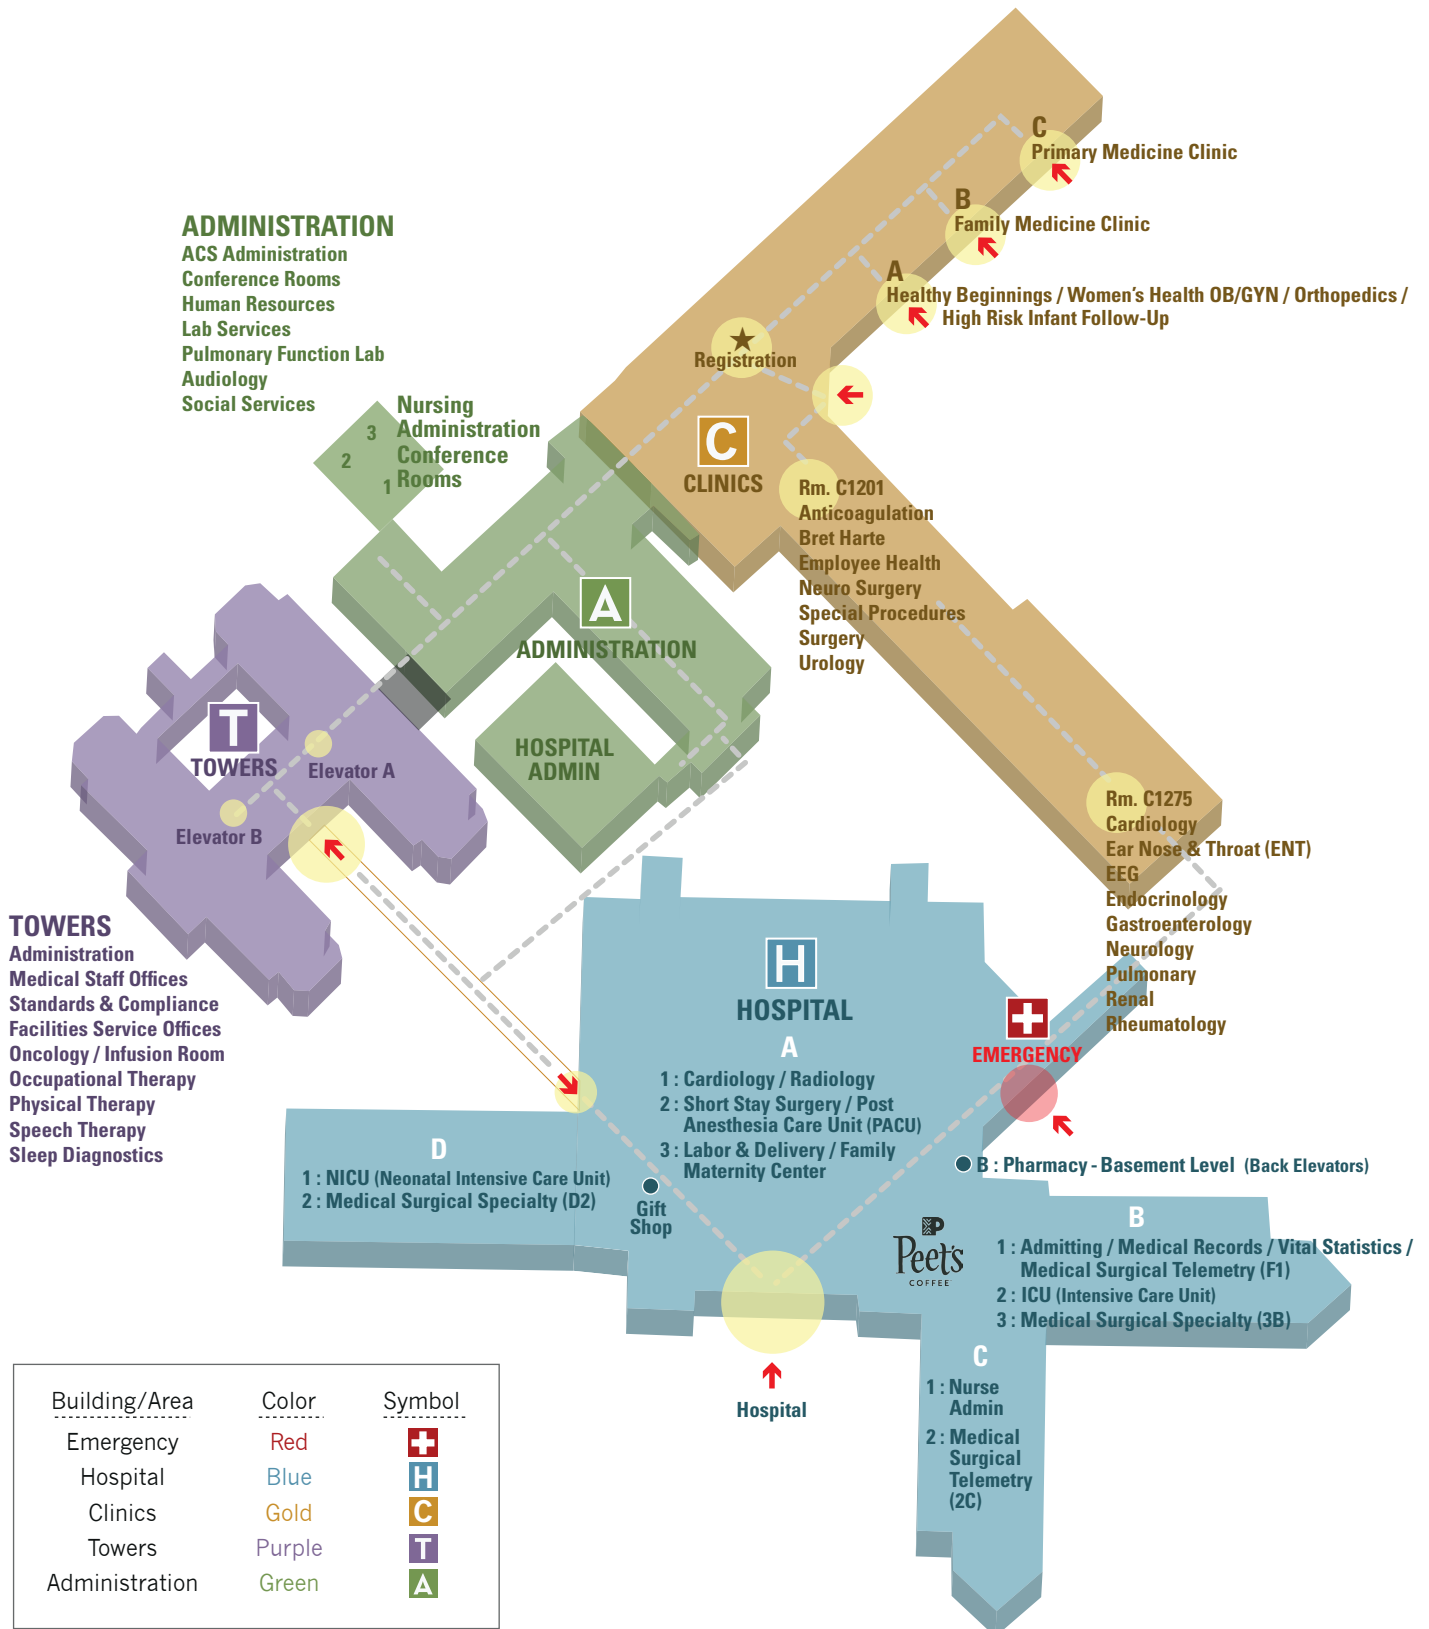 C
Primary Medicine Clinic
B
Family Medicine Clinic
A
Healthy Beginnings / Women's Health OB/GYN / Orthopedics /
High Risk Infant Follow-Up
Registration
C
CLINICS
Rm. C1201
Anticoagulation
Bret Harte
Employee Health
Neuro Surgery
Special Procedures
Surgery
Urology
Rm. C1275
Cardiology
Ear Nose & Throat (ENT)
EEG
Endocrinology
Gastroenterology
Neurology
Pulmonary
Renal
Rheumatology
ADMINISTRATION
ACS Administration
Conference Rooms
Human Resources
Lab Services
Pulmonary Function Lab
Audiology
Social Services
3
2
1
Nursing
Administration
Conference
Rooms
A
ADMINISTRATION
HOSPITAL
ADMIN
T
TOWERS
Elevator A
Elevator B
TOWERS
Administration
Medical Staff Offices
Standards & Compliance
Facilities Service Offices
Oncology / Infusion Room
Occupational Therapy
Physical Therapy
Speech Therapy
Sleep Diagnostics
H
HOSPITAL
A
1 : Cardiology / Radiology
2 : Short Stay Surgery / Post
Anesthesia Care Unit (PACU)
3 : Labor & Delivery / Family
Maternity Center
EMERGENCY
B : Pharmacy - Basement Level (Back Elevators)
D
1 : NICU (Neonatal Intensive Care Unit)
2 : Medical Surgical Specialty (D2)
Gift
Shop
Peet's
COFFEE
B
1 : Admitting / Medical Records / Vital Statistics /
Medical Surgical Telemetry (F1)
2 : ICU (Intensive Care Unit)
3 : Medical Surgical Specialty (3B)
C
1 : Nurse
Admin
2 : Medical
Surgical
Telemetry
(2C)
Hospital
Building/Area Color Symbol
Emergency Red
Hospital Blue H
Clinics Gold C
Towers Purple T
Administration Green A